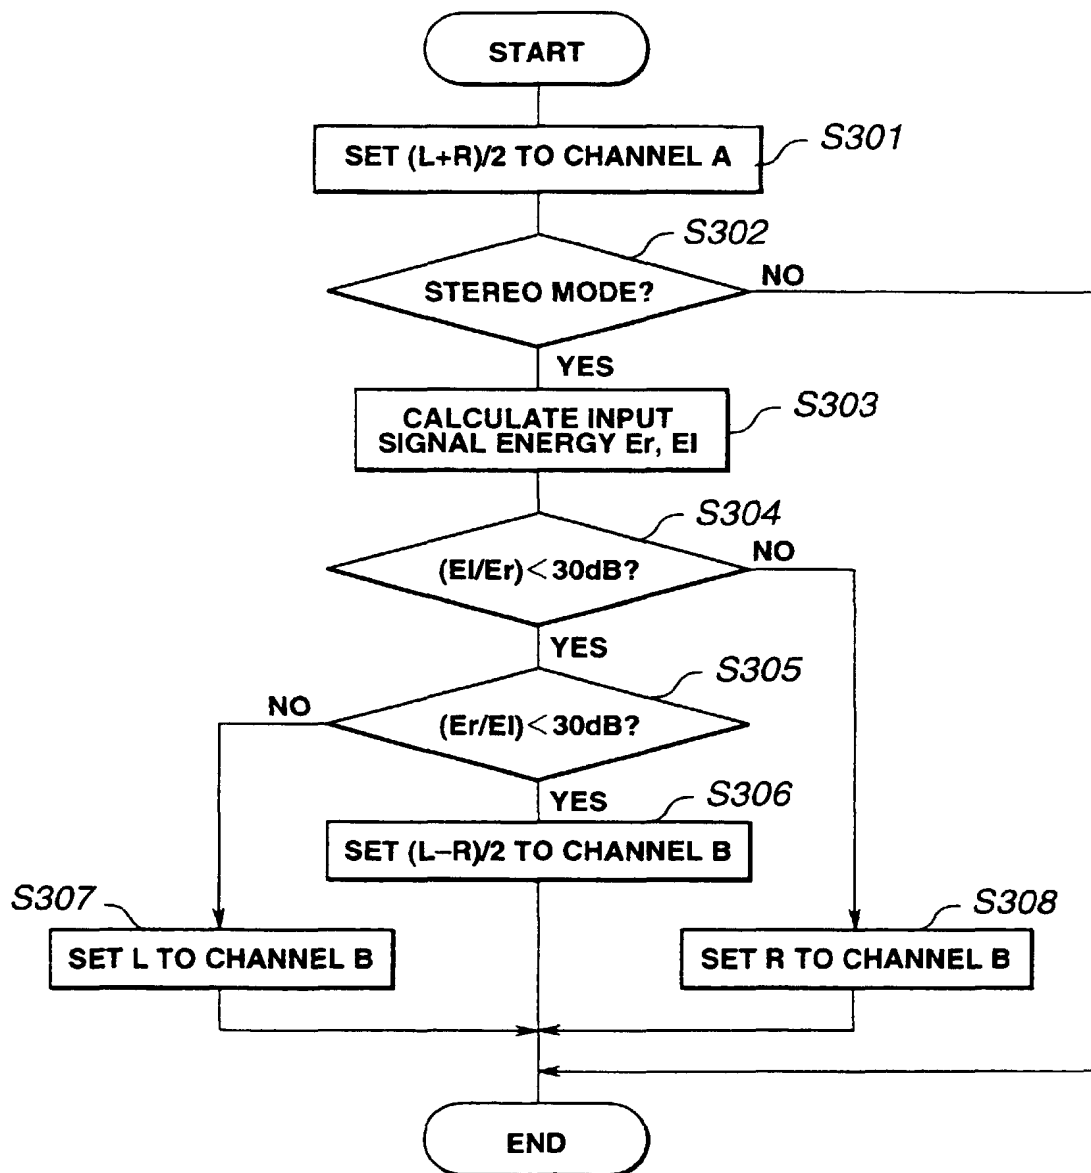 START
SET (L+R)/2 TO CHANNEL A
S301
STEREO MODE?
S302
NO
YES
CALCULATE INPUT
SIGNAL ENERGY Er, El
S303
(El/Er)<30dB?
S304
NO
YES
(Er/El)<30dB?
S305
NO
YES
SET (L–R)/2 TO CHANNEL B
S306
S307
SET L TO CHANNEL B
S308
SET R TO CHANNEL B
END